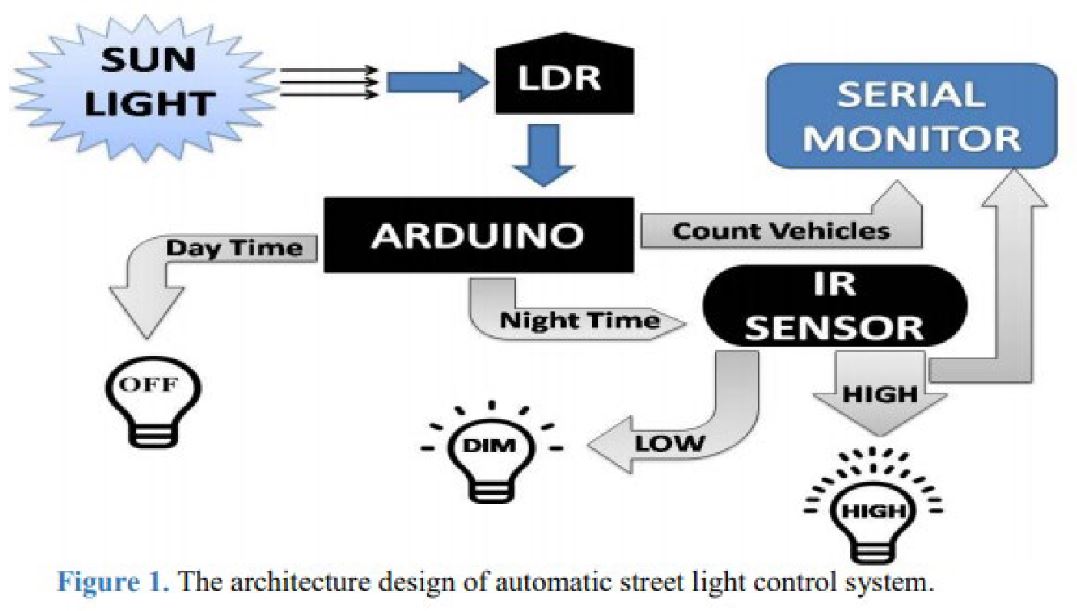 SUN
LIGHT
LDR
SERIAL
MONITOR
ARDUINO
Count Vehicles
Day Time
IR
SENSOR
Night Time
OFF
HIGH
DIM
LOW
HIGH
Figure 1. The architecture design of automatic street light control system.